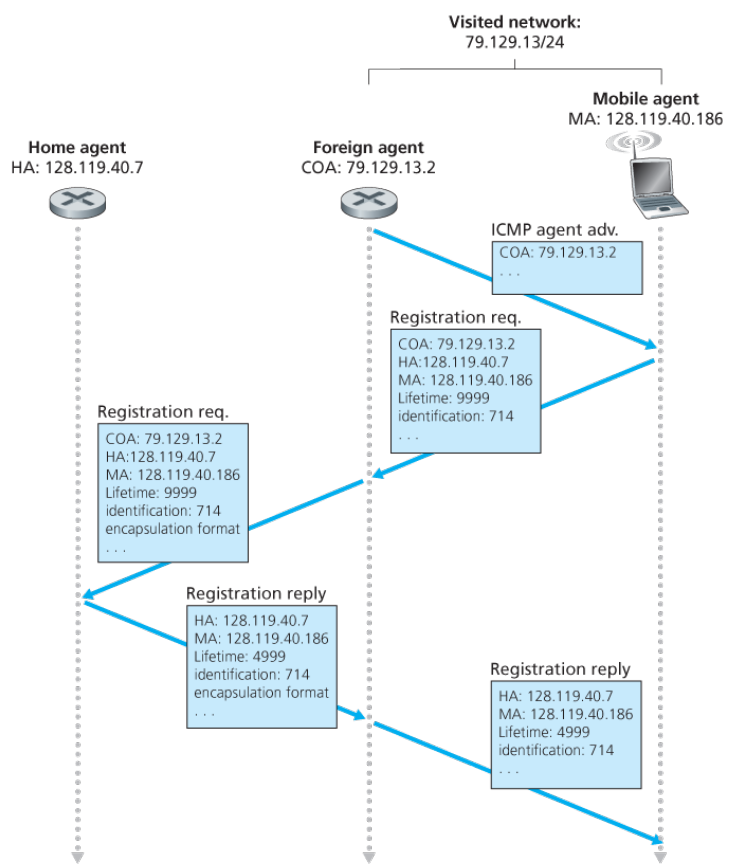 Visited network:
79.129.13/24
Mobile agent
MA: 128.119.40.186
Home agent
HA: 128.119.40.7
Foreign agent
COA: 79.129.13.2
ICMP agent adv.
COA: 79.129.13.2
. . .
Registration req.
COA: 79.129.13.2
HA:128.119.40.7
MA: 128.119.40.186
Lifetime: 9999
identification: 714
. . .
Registration req.
COA: 79.129.13.2
HA:128.119.40.7
MA: 128.119.40.186
Lifetime: 9999
identification: 714
encapsulation format
. . .
Registration reply
HA: 128.119.40.7
MA: 128.119.40.186
Lifetime: 4999
identification: 714
encapsulation format
. . .
Registration reply
HA: 128.119.40.7
MA: 128.119.40.186
Lifetime: 4999
identification: 714
. . .